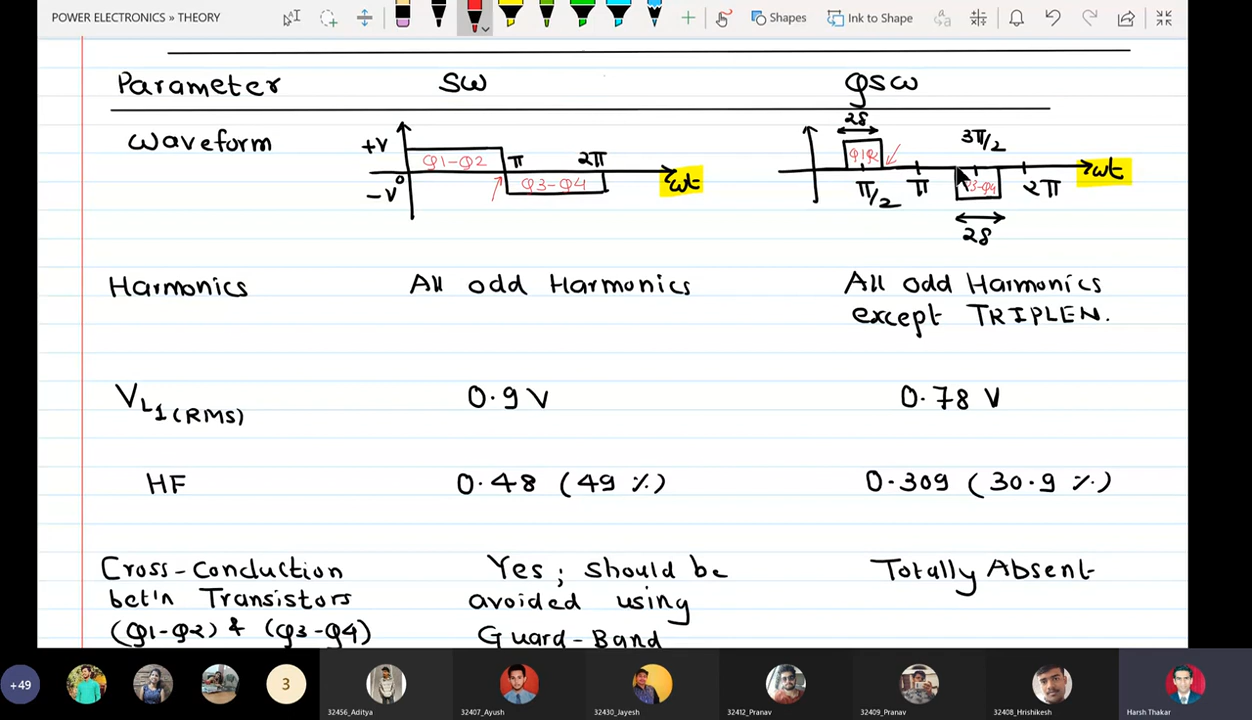 POWER ELECTRONICS » THEORY
Shapes
Ink to Shape
Parameter SW QSW
Waveform +V Q1-Q2 π 2π ωt
-V 0 Q3-Q4
2δ Q1Q2 3π/2 ωt
π/2 π 3-Q4 2π
2δ
Harmonics All odd Harmonics All odd Harmonics
except TRIPLEN.
VL1(RMS) 0.9 V 0.78 V
HF 0.48 (49 %) 0.309 (30.9 %)
Cross-Conduction Yes; should be Totally Absent
bet'n Transistors avoided using
(Q1-Q2) & (Q3-Q4) Guard-Band
+49
3
32456_Aditya
32407_Ayush
32430_Jayesh
32412_Pranav
32409_Pranav
32408_Hrishikesh
Harsh Thakar